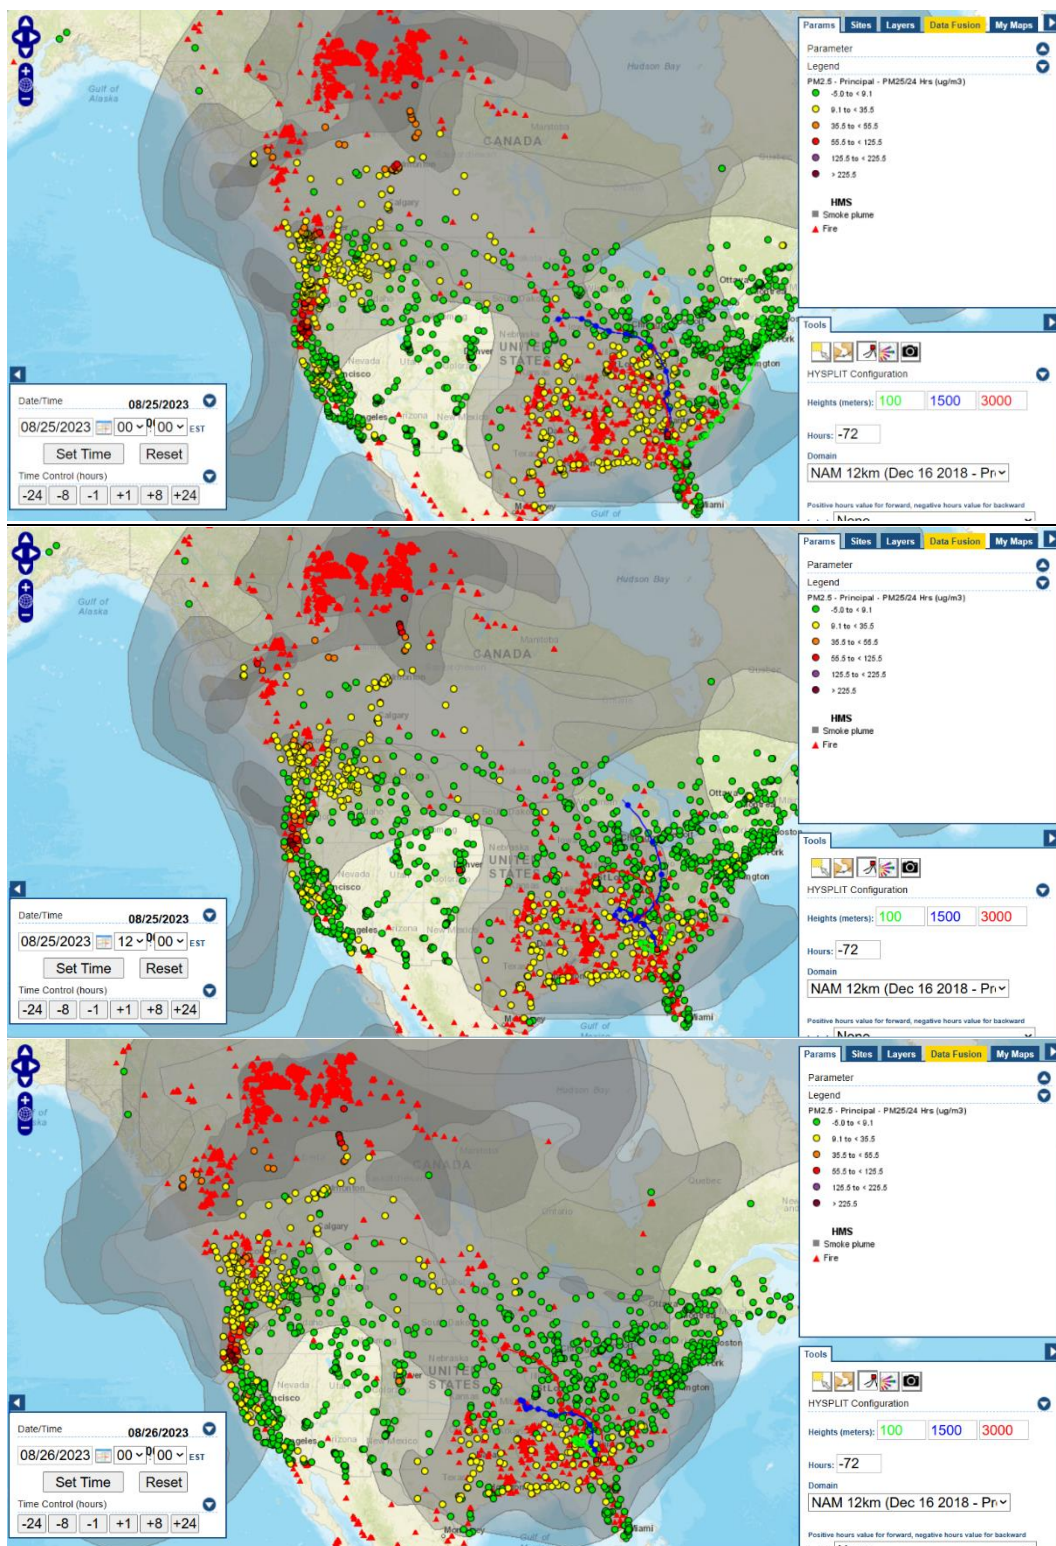 Gulf of
Alaska
Hudson Bay
CANADA
Manitoba
Quebec
Calgary
Ottawa
Nebraska
UNITED
STATES
Nevada
Denver
New Mexico
Texas
Miami
Gulf of
Params Sites Layers Data Fusion My Maps
Parameter
Legend
PM2.5 - Principal - PM25/24 Hrs (ug/m3)
-5.0 to < 9.1
9.1 to < 35.5
35.5 to < 55.5
55.5 to < 125.5
125.5 to < 225.5
> 225.5
HMS
Smoke plume
Fire
Tools
HYSPLIT Configuration
Heights (meters): 100 1500 3000
Hours: -72
Domain
NAM 12km (Dec 16 2018 - Pr
Positive hours value for forward, negative hours value for backward
None
Date/Time 08/25/2023
08/25/2023 00 : 00 EST
Set Time Reset
Time Control (hours)
-24 -8 -1 +1 +8 +24
Gulf of
Alaska
Hudson Bay
CANADA
Manitoba
Quebec
Calgary
Ottawa
Boston
Nebraska
Nevada
New Mexico
Texas
Miami
Gulf of
Params Sites Layers Data Fusion My Maps
Parameter
Legend
PM2.5 - Principal - PM25/24 Hrs (ug/m3)
-5.0 to < 9.1
9.1 to < 35.5
35.5 to < 55.5
55.5 to < 125.5
125.5 to < 225.5
> 225.5
HMS
Smoke plume
Fire
Tools
HYSPLIT Configuration
Heights (meters): 100 1500 3000
Hours: -72
Domain
NAM 12km (Dec 16 2018 - Pr
Positive hours value for forward, negative hours value for backward
None
Date/Time 08/25/2023
08/25/2023 12 : 00 EST
Set Time Reset
Time Control (hours)
-24 -8 -1 +1 +8 +24
Hudson Bay
CANADA
Quebec
Ontario
Calgary
Nebraska
STATES
Nevada
New Mexico
Texas
Miami
Gulf of
Params Sites Layers Data Fusion My Maps
Parameter
Legend
PM2.5 - Principal - PM25/24 Hrs (ug/m3)
-5.0 to < 9.1
9.1 to < 35.5
35.5 to < 55.5
55.5 to < 125.5
125.5 to < 225.5
> 225.5
HMS
Smoke plume
Fire
Tools
HYSPLIT Configuration
Heights (meters): 100 1500 3000
Hours: -72
Domain
NAM 12km (Dec 16 2018 - Pr
Positive hours value for forward, negative hours value for backward
Date/Time 08/26/2023
08/26/2023 00 : 00 EST
Set Time Reset
Time Control (hours)
-24 -8 -1 +1 +8 +24